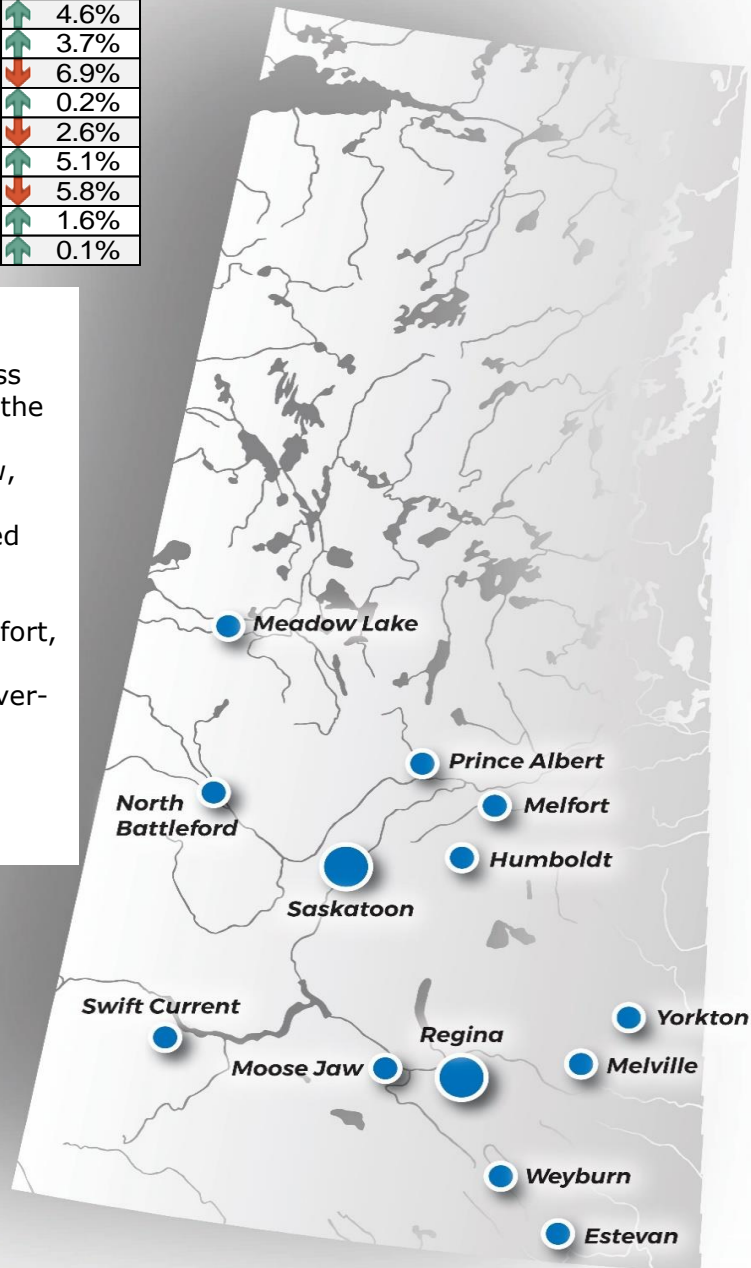 4.6%
3.7%
6.9%
0.2%
2.6%
5.1%
5.8%
1.6%
0.1%
ss
the
,
ed
fort,
ver-
Meadow Lake
Prince Albert
North
Battleford
Melfort
Humboldt
Saskatoon
Swift Current
Regina
Yorkton
Moose Jaw
Melville
Weyburn
Estevan